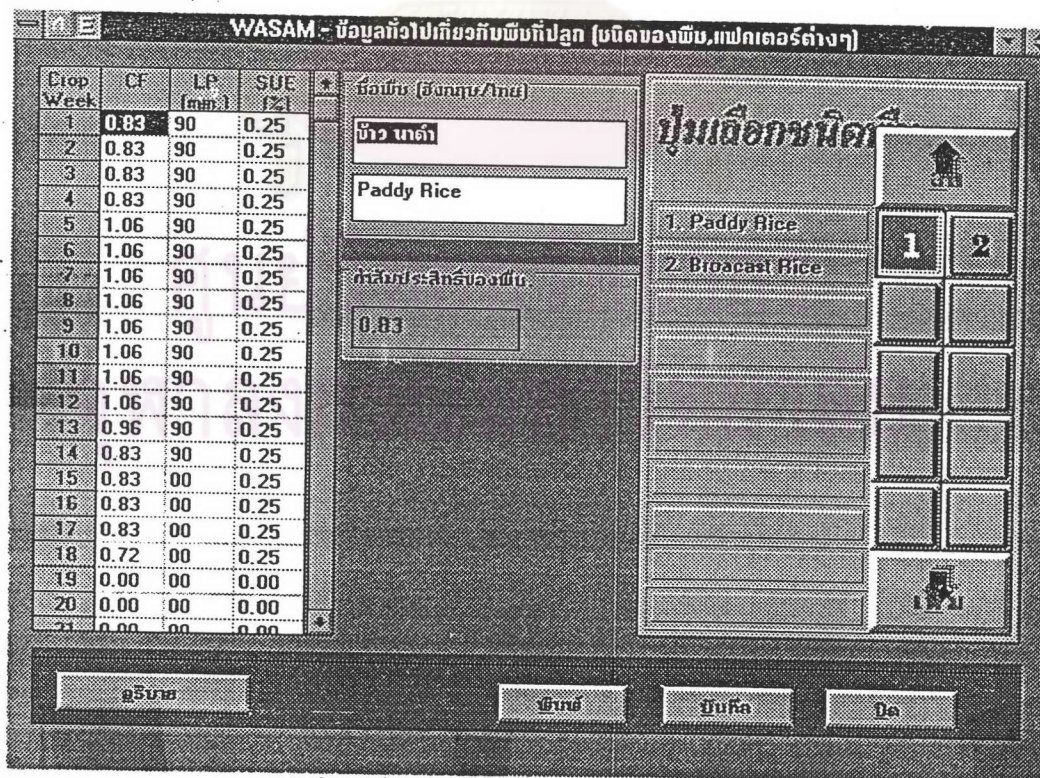 WASAM - ข้อมูลทั่วไปเกี่ยวกับพืชที่ปลูก (ชนิดของพืช,แฟคเตอร์ต่างๆ)
Crop Week CF LP (mm.) SUE (%)
1 0.83 90 0.25
2 0.83 90 0.25
3 0.83 90 0.25
4 0.83 90 0.25
5 1.06 90 0.25
6 1.06 90 0.25
7 1.06 90 0.25
8 1.06 90 0.25
9 1.06 90 0.25
10 1.06 90 0.25
11 1.06 90 0.25
12 1.06 90 0.25
13 0.96 90 0.25
14 0.83 90 0.25
15 0.83 00 0.25
16 0.83 00 0.25
17 0.83 00 0.25
18 0.72 00 0.25
19 0.00 00 0.00
20 0.00 00 0.00
21 0.00 00 0.00
ชื่อพืช (อังกฤษ/ไทย)
ข้าว นาดำ
Paddy Rice
ค่าสัมประสิทธิ์ของพืช
0.83
ปุ่มเลือกชนิดพืช
1. Paddy Rice
2. Broacast Rice
1 2
อธิบาย
พิมพ์
บันทึก
ปิด